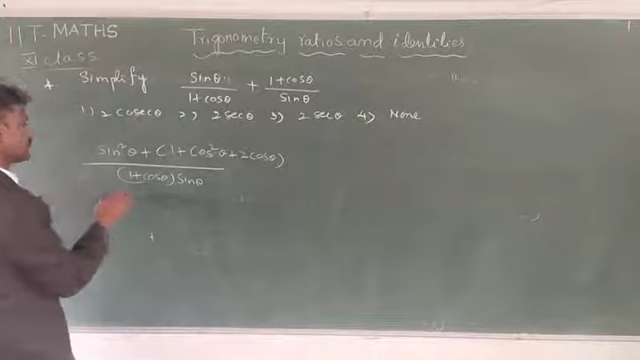 IIT-MATHS
Trigonometry ratios and identities
XI class
* Simplify sinθ/1+cosθ + 1+cosθ/sinθ
1) 2 cosecθ 2) 2 secθ 3) 2 secθ 4) None
sin²θ + (1+cos²θ+2cosθ)/(1+cosθ)sinθ